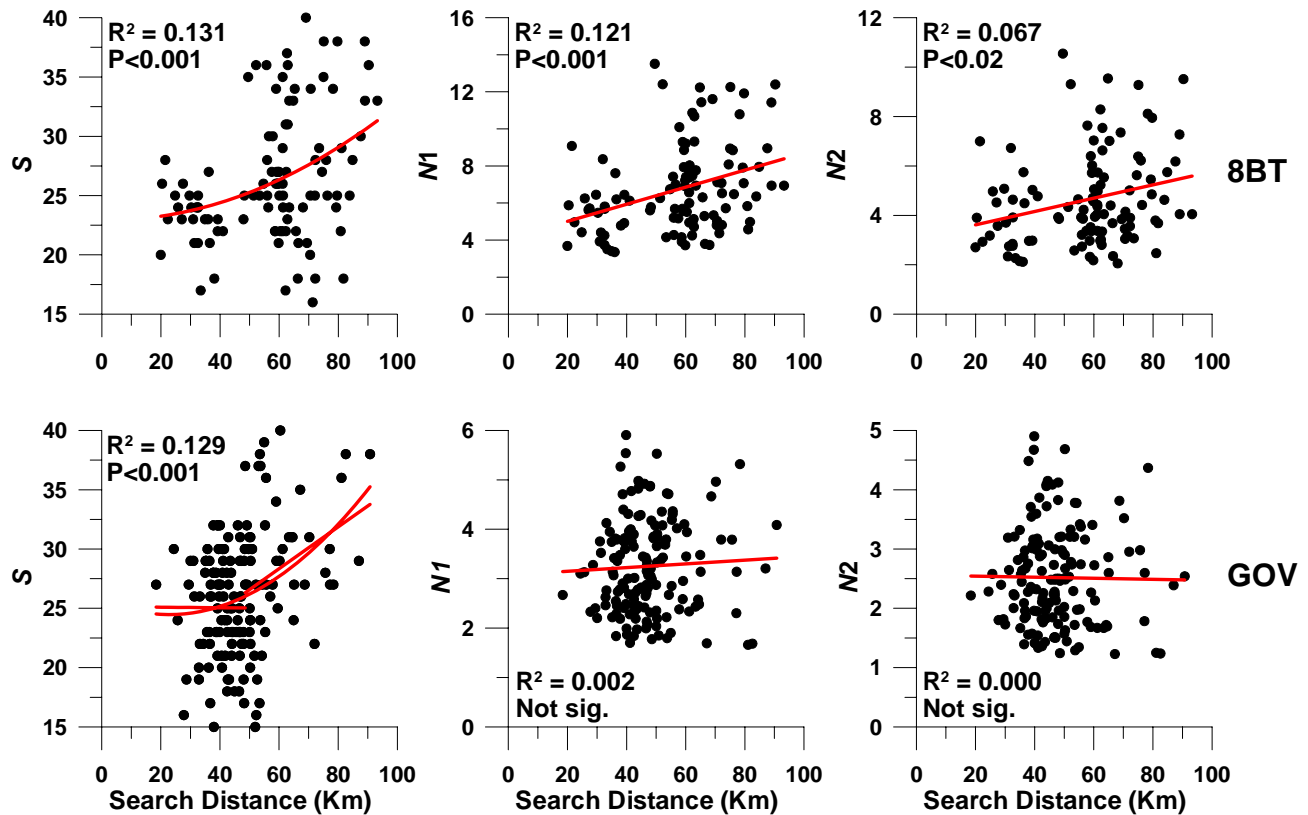 R² = 0.131
P<0.001
S
40
35
30
25
20
15
0 20 40 60 80 100
R² = 0.121
P<0.001
N1
16
12
8
4
0
0 20 40 60 80 100
R² = 0.067
P<0.02
N2
12
8
4
0
0 20 40 60 80 100
8BT
R² = 0.129
P<0.001
S
40
35
30
25
20
15
0 20 40 60 80 100
Search Distance (Km)
N1
6
4
2
0
R² = 0.002
Not sig.
0 20 40 60 80 100
Search Distance (Km)
N2
5
4
3
2
1
0
R² = 0.000
Not sig.
0 20 40 60 80 100
Search Distance (Km)
GOV